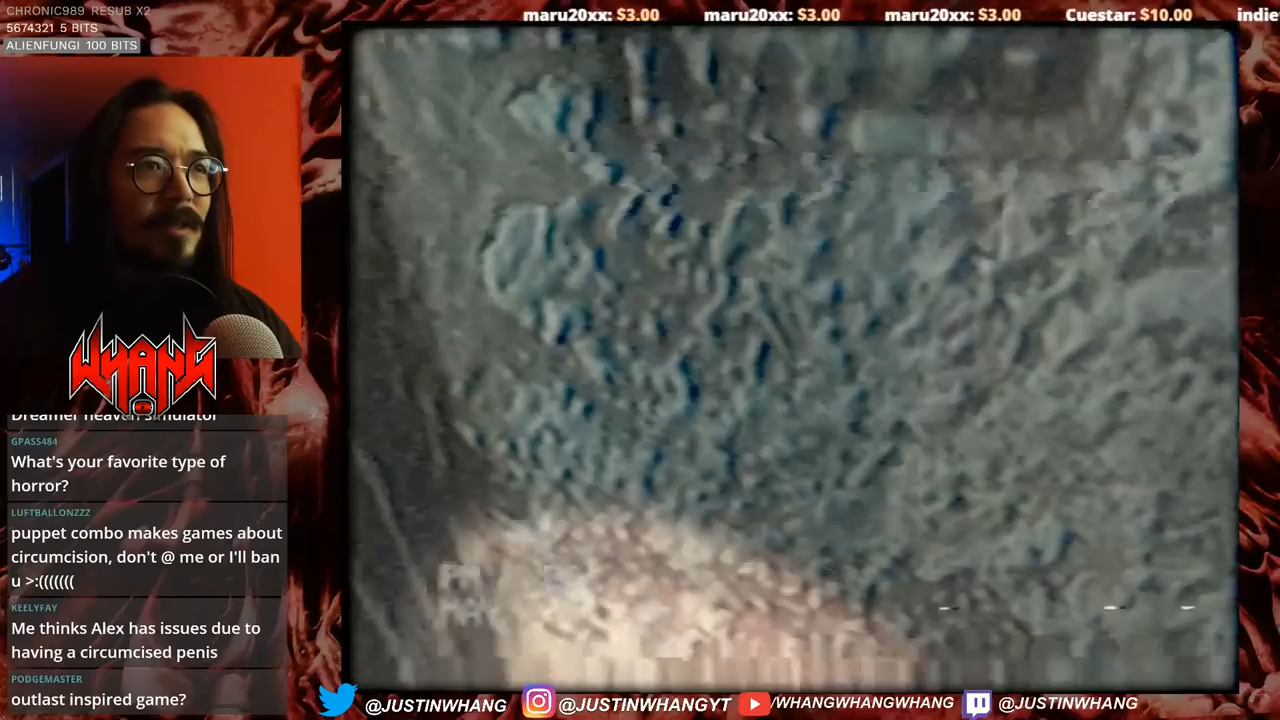 CHRONIC989 RESUB X2
5674321 5 BITS
ALIENFUNGI 100 BITS
maru20xx: $3.00 maru20xx: $3.00 maru20xx: $3.00 Cuestar: $10.00 indie
WHANG
Dreamer heaven simulator
GPASS484
What's your favorite type of
horror?
LUFTBALLONZZZ
puppet combo makes games about
circumcision, don't @ me or I'll ban
u >:(((((((
KEELYFAY
Me thinks Alex has issues due to
having a circumcised penis
PODGEMASTER
outlast inspired game?
@JUSTINWHANG @JUSTINWHANGYT /WHANGWHANGWHANG @JUSTINWHANG